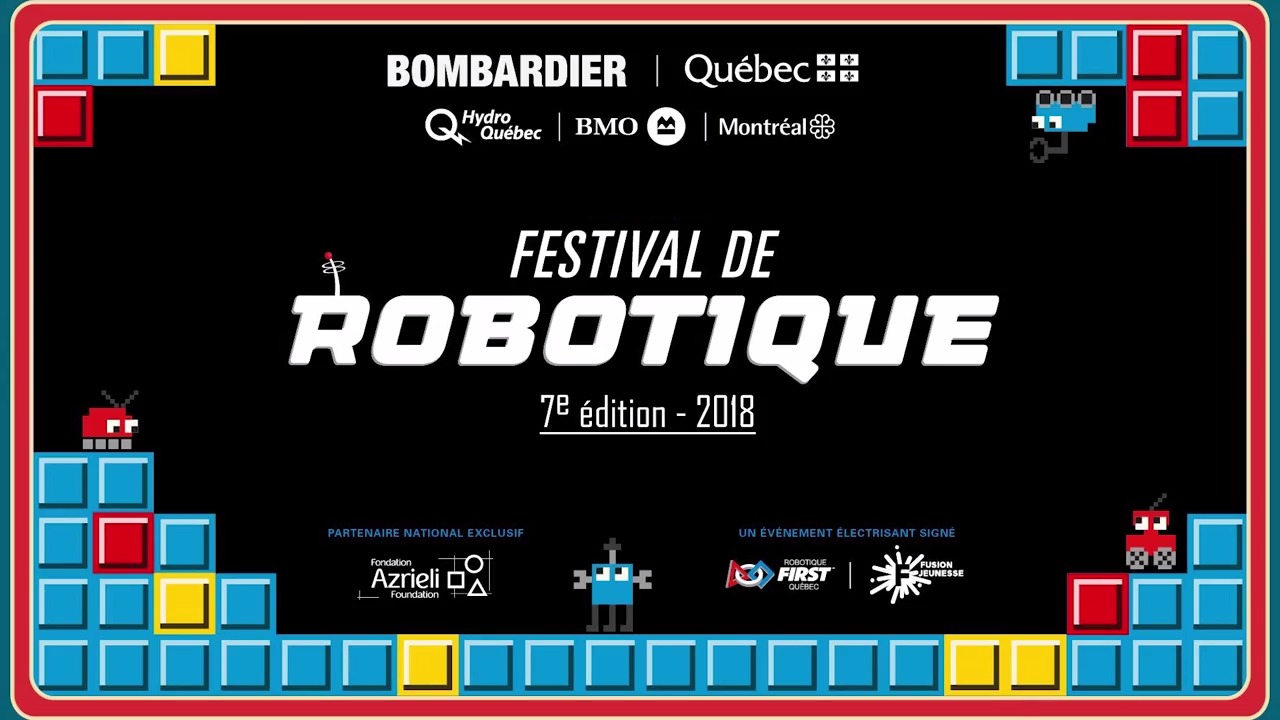 BOMBARDIER
Québec
Hydro
Québec
BMO
Montréal
FESTIVAL DE
ROBOTIQUE
7e édition - 2018
PARTENAIRE NATIONAL EXCLUSIF
Fondation
Azrieli
Foundation
UN ÉVÈNEMENT ÉLECTRISANT SIGNÉ
ROBOTIQUE
FIRST
QUÉBEC
FUSION
JEUNESSE